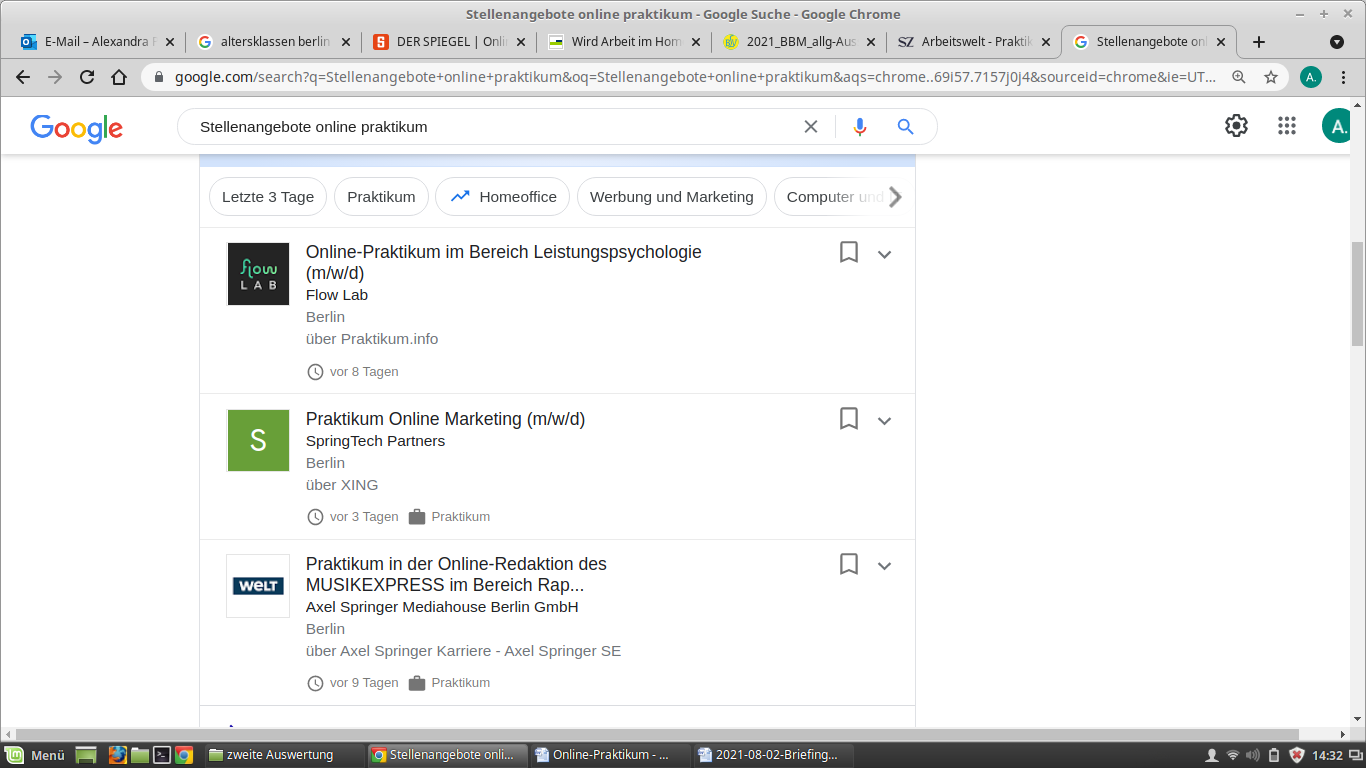 Stellenangebote online praktikum - Google Suche - Google Chrome
E-Mail – Alexandra
altersklassen berlin
DER SPIEGEL | Onli
Wird Arbeit im Hom
2021_BBM_allg-Aus
SZ Arbeitswelt - Praktik
Stellenangebote onl
google.com/search?q=Stellenangebote+online+praktikum&oq=Stellenangebote+online+praktikum&aqs=chrome..69i57.7157j0j4&sourceid=chrome&ie=UT...
A.
Google
Stellenangebote online praktikum
A.
Letzte 3 Tage
Praktikum
Homeoffice
Werbung und Marketing
Computer und
flow
LAB
Online-Praktikum im Bereich Leistungspsychologie
(m/w/d)
Flow Lab
Berlin
über Praktikum.info
vor 8 Tagen
S
Praktikum Online Marketing (m/w/d)
SpringTech Partners
Berlin
über XING
vor 3 Tagen Praktikum
WELT
Praktikum in der Online-Redaktion des
MUSIKEXPRESS im Bereich Rap...
Axel Springer Mediahouse Berlin GmbH
Berlin
über Axel Springer Karriere - Axel Springer SE
vor 9 Tagen Praktikum
Menü
zweite Auswertung
Stellenangebote onli...
Online-Praktikum - ...
2021-08-02-Briefing...
14:32